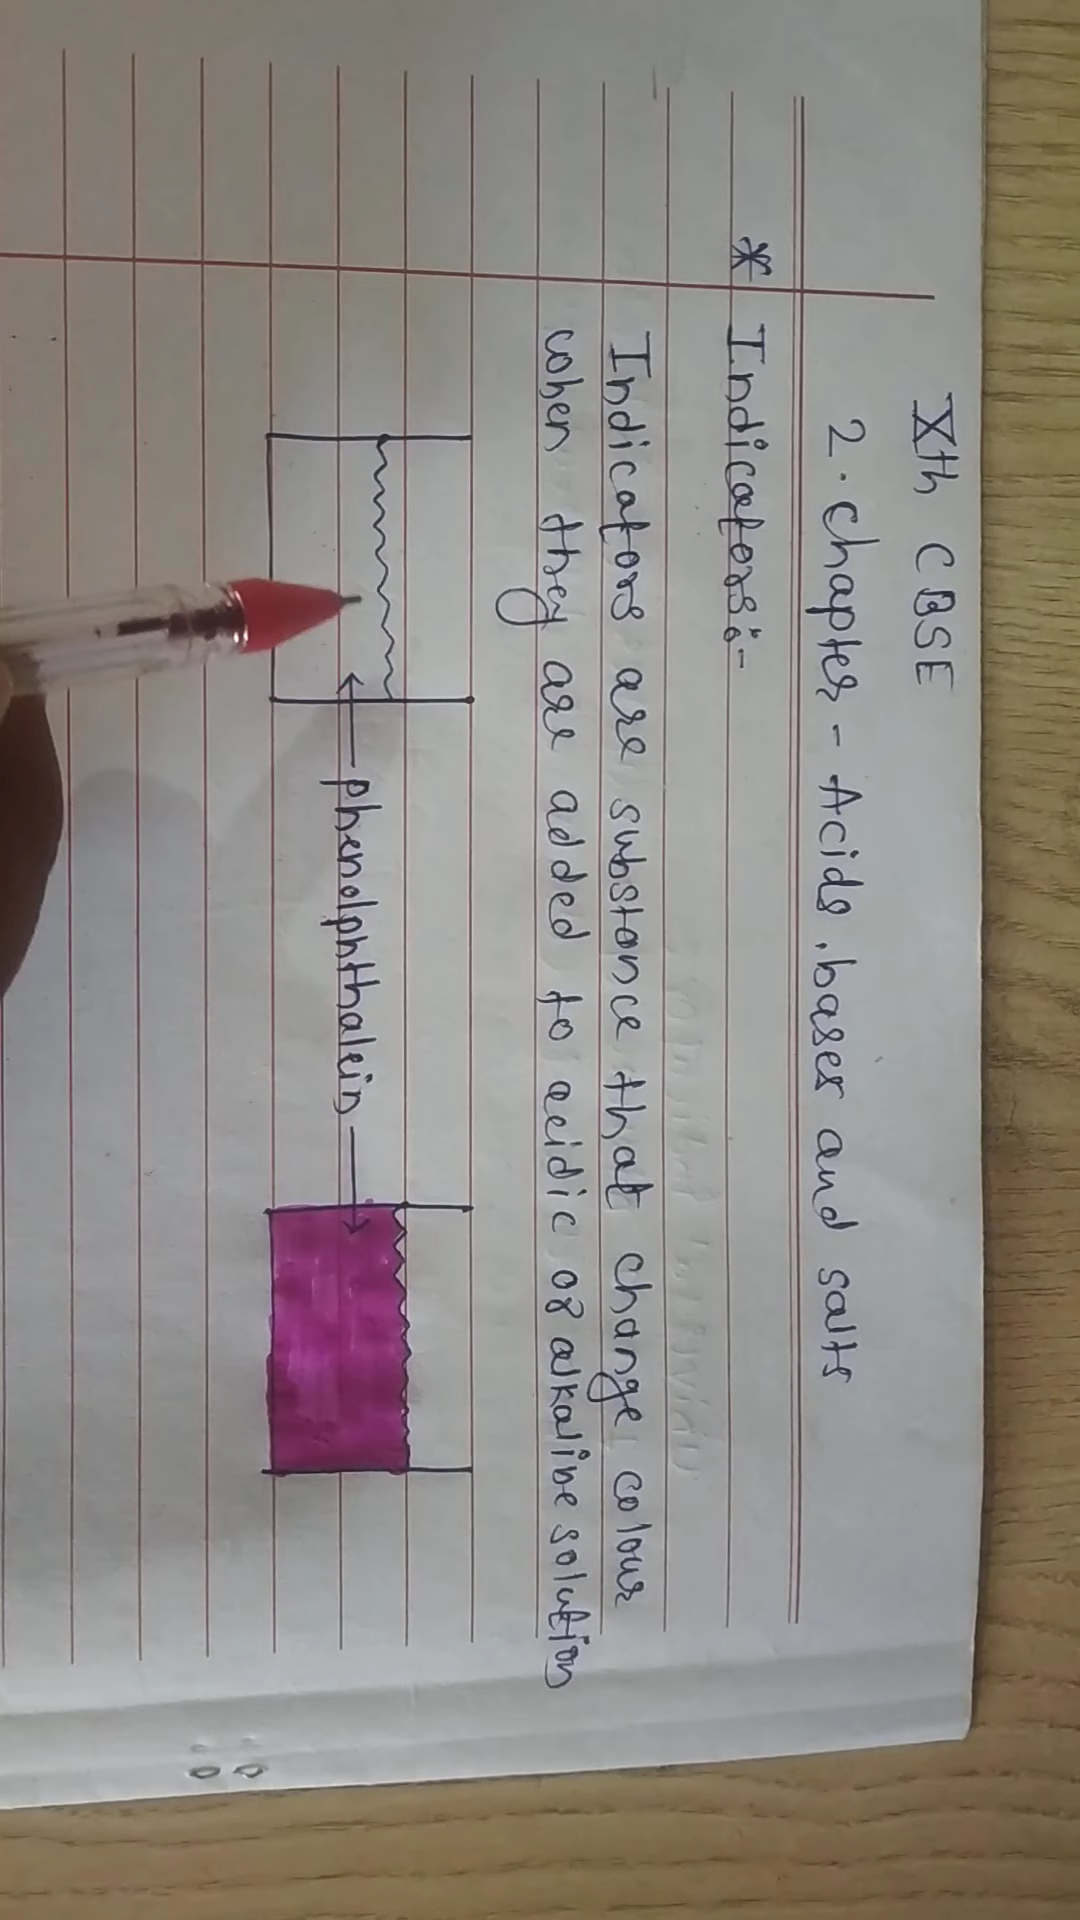 Xth CBSE
2. chapter - Acids, bases and salts
* Indicators:-
Indicators are substance that change colour
when they are added to acidic or alkaline solution
phenolphthalein